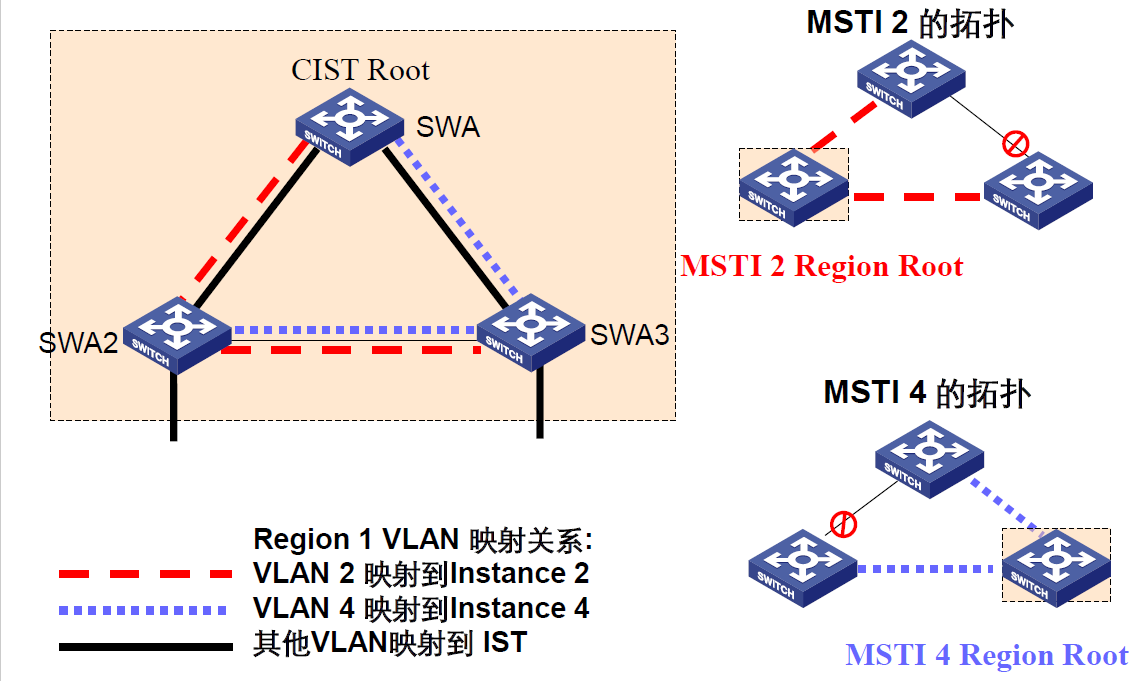 MSTI 2 的拓扑
CIST Root
SWITCH
SWA
SWITCH
SWITCH
SWITCH
MSTI 2 Region Root
SWA2
SWITCH
SWITCH
SWA3
MSTI 4 的拓扑
SWITCH
SWITCH
SWITCH
MSTI 4 Region Root
Region 1 VLAN 映射关系:
VLAN 2 映射到Instance 2
VLAN 4 映射到Instance 4
其他VLAN映射到 IST